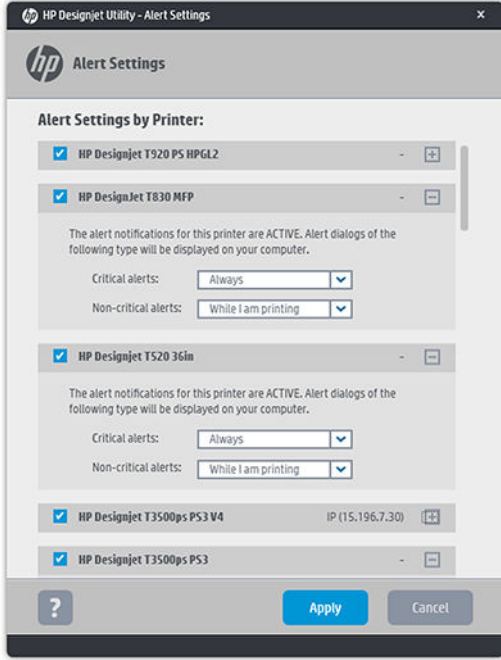 hp HP Designjet Utility - Alert Settings x
hp Alert Settings
Alert Settings by Printer:
HP Designjet T920 PS HPGL2 - +
HP DesignJet T830 MFP - -
The alert notifications for this printer are ACTIVE. Alert dialogs of the
following type will be displayed on your computer.
Critical alerts: Always
Non-critical alerts: While I am printing
HP Designjet T520 36in - -
The alert notifications for this printer are ACTIVE. Alert dialogs of the
following type will be displayed on your computer.
Critical alerts: Always
Non-critical alerts: While I am printing
HP Designjet T3500ps PS3 V4 IP (15.196.7.30) +
HP Designjet T3500ps PS3 - -
? Apply Cancel